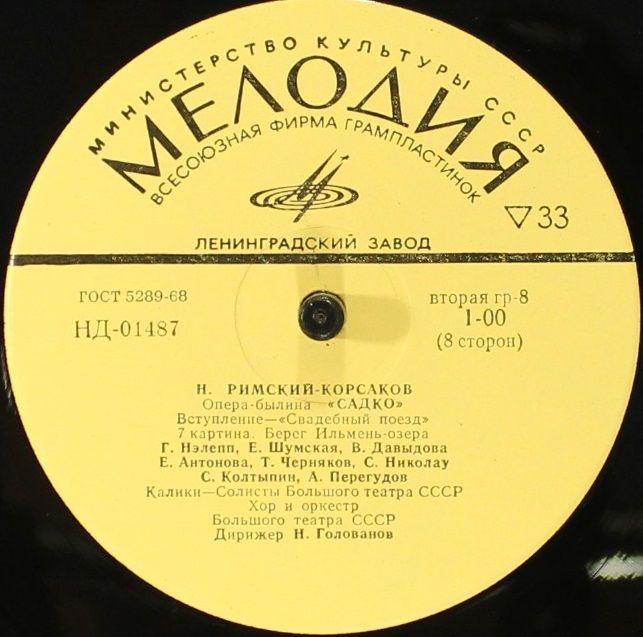 МИНИСТЕРСТВО КУЛЬТУРЫ СССР
МЕЛОДИЯ
ВСЕСОЮЗНАЯ ФИРМА ГРАМПЛАСТИНОК
▽33
ЛЕНИНГРАДСКИЙ ЗАВОД
ГОСТ 5289-68
НД-01487
вторая гр-8
1-00
(8 сторон)
Н. РИМСКИЙ-КОРСАКОВ
Опера-былина «САДКО»
Вступление—«Свадебный поезд»
7 картина. Берег Ильмень-озера
Г. Нэлепп, Е. Шумская, В. Давыдова
Е. Антонова, Т. Черняков, С. Николау
С. Колтыпин, А. Перегудов
Калики—Солисты Большого театра СССР
Хор и оркестр
Большого театра СССР
Дирижер Н. Голованов